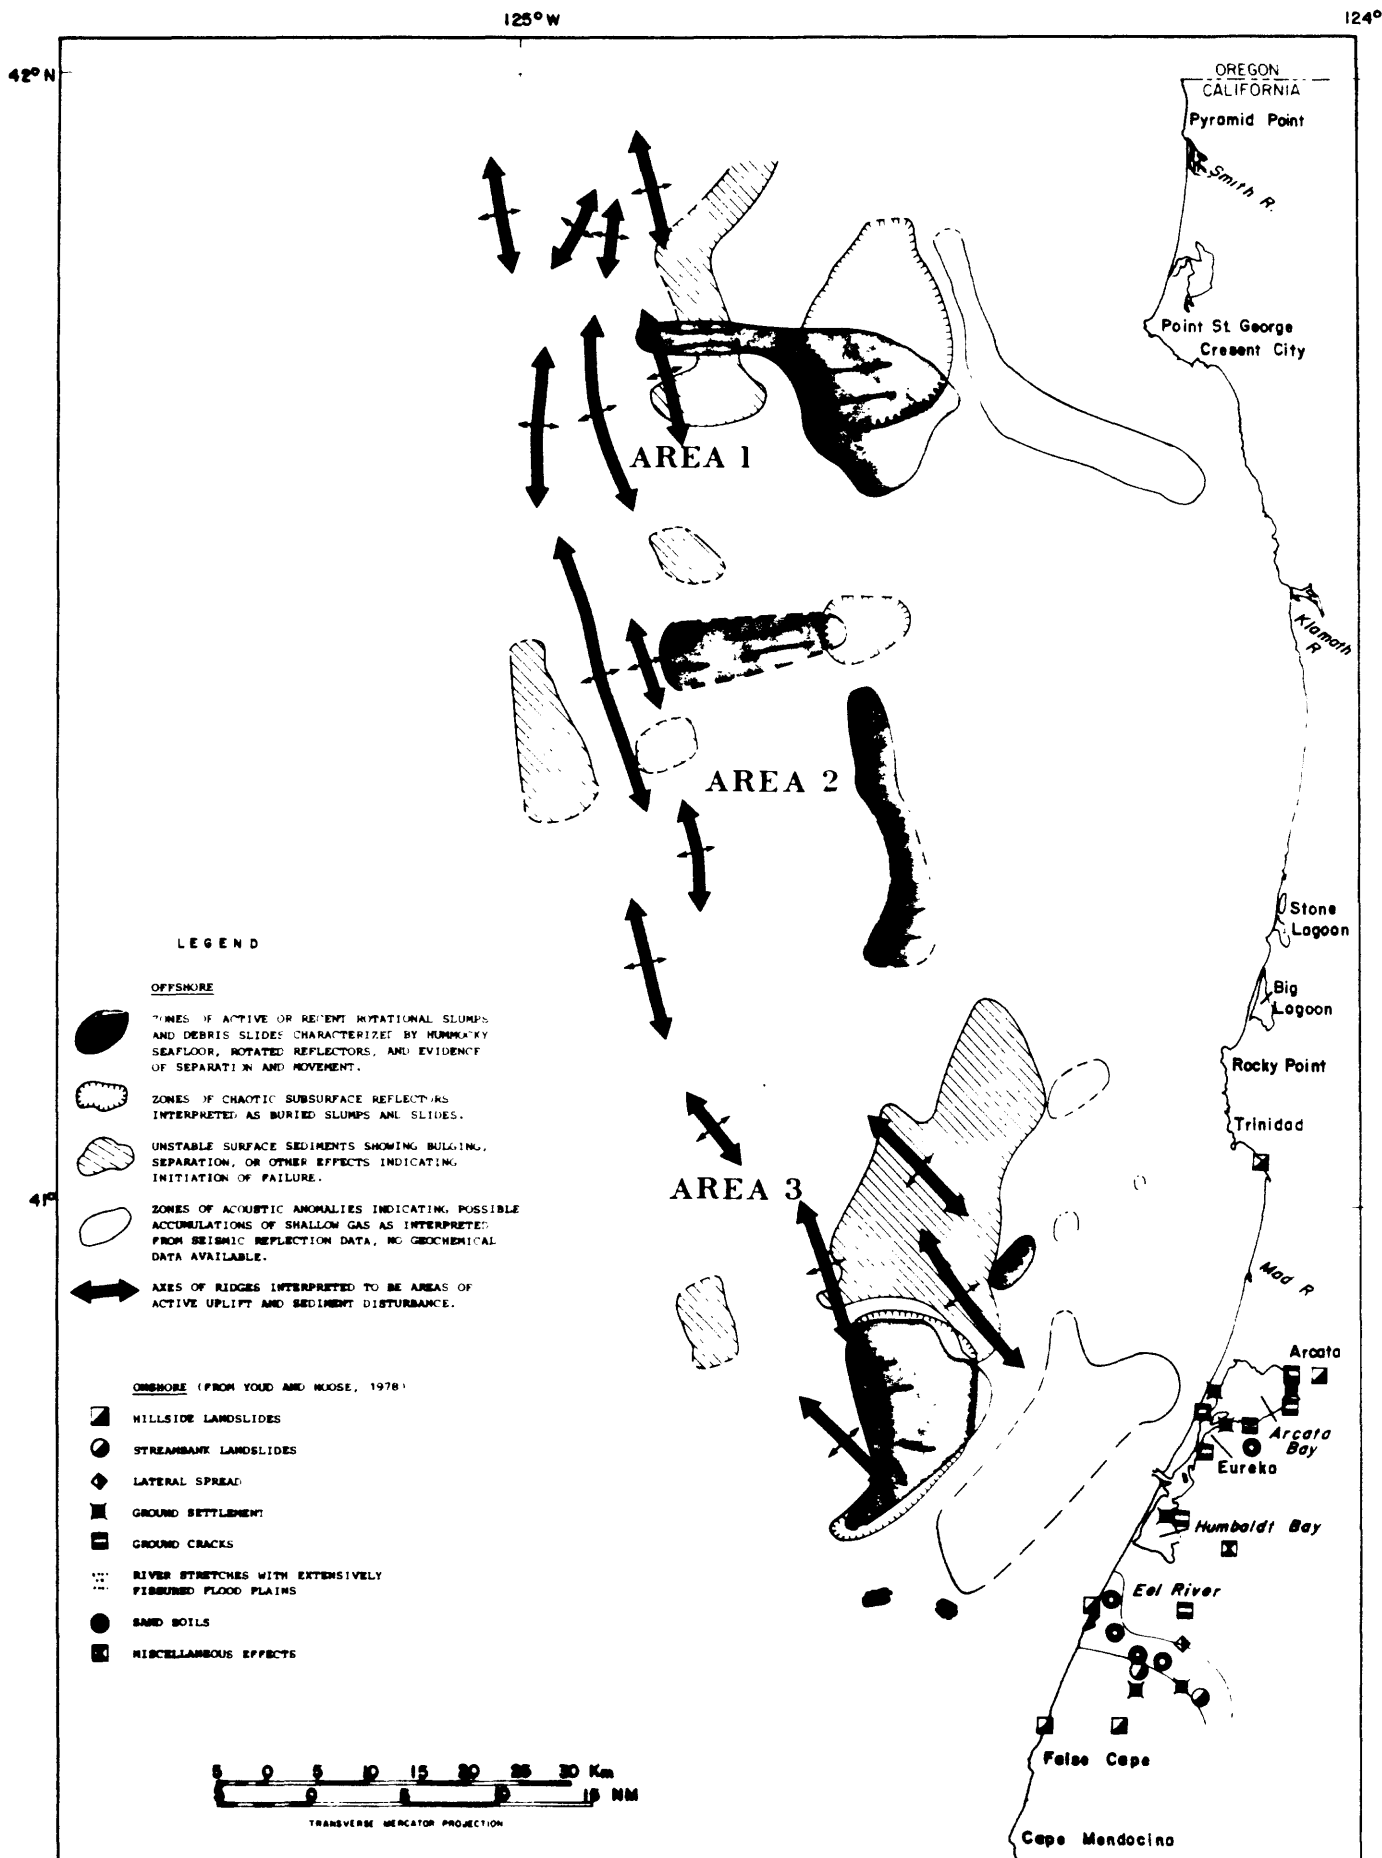 125° W
124°
42° N
OREGON
CALIFORNIA
Pyramid Point
Smith R.
Point St. George
Cresent City
AREA 1
Klamath
R
AREA 2
Stone
Lagoon
Big
Lagoon
Rocky Point
Trinidad
AREA 3
41°
Mad R
Arcata
Arcata
Bay
Eureka
Humboldt Bay
Eel River
False Cape
Cape Mendocino
LEGEND
OFFSHORE
ZONES OF ACTIVE OR RECENT ROTATIONAL SLUMPS
AND DEBRIS SLIDES CHARACTERIZED BY HUMMOCKY
SEAFLOOR, ROTATED REFLECTORS, AND EVIDENCE
OF SEPARATION AND MOVEMENT.
ZONES OF CHAOTIC SUBSURFACE REFLECTORS
INTERPRETED AS BURIED SLUMPS AND SLIDES.
UNSTABLE SURFACE SEDIMENTS SHOWING BULGING,
SEPARATION, OR OTHER EFFECTS INDICATING
INITIATION OF FAILURE.
ZONES OF ACOUSTIC ANOMALIES INDICATING POSSIBLE
ACCUMULATIONS OF SHALLOW GAS AS INTERPRETED
FROM SEISMIC REFLECTION DATA, NO GEOCHEMICAL
DATA AVAILABLE.
AXES OF RIDGES INTERPRETED TO BE AREAS OF
ACTIVE UPLIFT AND SEDIMENT DISTURBANCE.
ONSHORE (FROM YOUD AND HOOSE, 1978)
HILLSIDE LANDSLIDES
STREAMBANK LANDSLIDES
LATERAL SPREAD
GROUND SETTLEMENT
GROUND CRACKS
RIVER STRETCHES WITH EXTENSIVELY
FISSURED FLOOD PLAINS
SAND BOILS
MISCELLANEOUS EFFECTS
5 0 5 10 15 20 25 30 Km
5 0 5 10 15 NM
TRANSVERSE MERCATOR PROJECTION